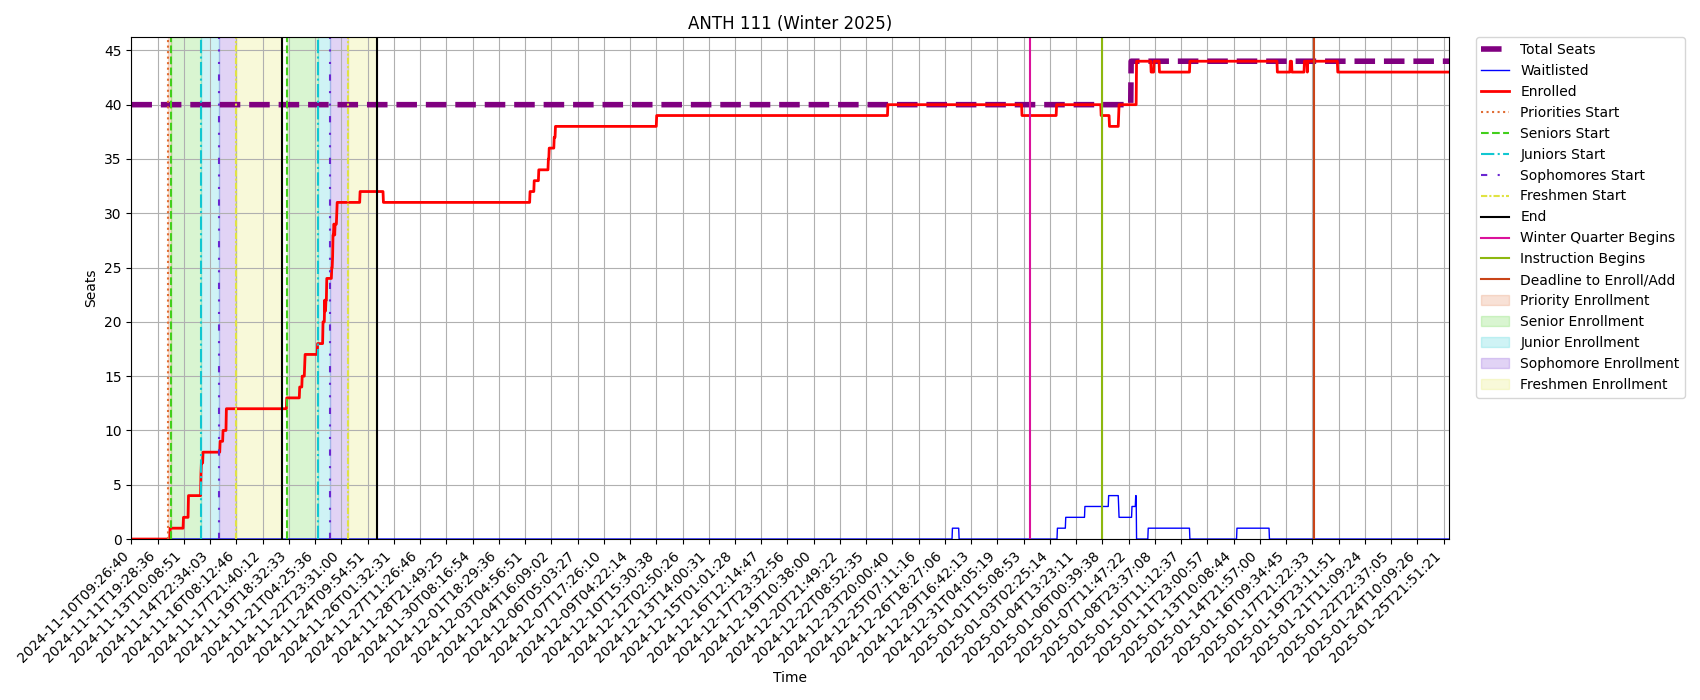 ANTH 111 (Winter 2025)
Seats
45
40
35
30
25
20
15
10
5
0
2024-11-10T09:26:40
2024-11-11T19:28:36
2024-11-13T10:08:51
2024-11-14T22:34:03
2024-11-16T08:12:46
2024-11-17T21:40:12
2024-11-19T18:32:33
2024-11-21T04:25:36
2024-11-22T23:31:00
2024-11-24T09:54:51
2024-11-26T01:32:31
2024-11-27T11:26:46
2024-11-28T21:49:25
2024-11-30T08:16:54
2024-12-01T18:29:36
2024-12-03T04:56:51
2024-12-04T16:09:02
2024-12-06T05:03:27
2024-12-07T17:26:10
2024-12-09T04:22:14
2024-12-10T15:30:38
2024-12-12T02:50:26
2024-12-13T14:00:31
2024-12-15T01:01:28
2024-12-16T12:14:47
2024-12-17T23:32:56
2024-12-19T10:38:00
2024-12-20T21:49:22
2024-12-22T08:52:35
2024-12-23T20:00:40
2024-12-25T07:11:16
2024-12-26T18:27:06
2024-12-29T16:42:13
2024-12-31T04:05:19
2025-01-01T15:08:53
2025-01-03T02:25:14
2025-01-04T13:23:11
2025-01-06T00:39:38
2025-01-07T11:47:22
2025-01-08T23:37:08
2025-01-10T11:12:37
2025-01-11T23:00:57
2025-01-13T10:08:44
2025-01-14T21:57:00
2025-01-16T09:34:45
2025-01-17T21:22:33
2025-01-19T23:11:51
2025-01-21T11:09:24
2025-01-22T22:37:05
2025-01-24T10:09:26
2025-01-25T21:51:21
Time
Total Seats
Waitlisted
Enrolled
Priorities Start
Seniors Start
Juniors Start
Sophomores Start
Freshmen Start
End
Winter Quarter Begins
Instruction Begins
Deadline to Enroll/Add
Priority Enrollment
Senior Enrollment
Junior Enrollment
Sophomore Enrollment
Freshmen Enrollment